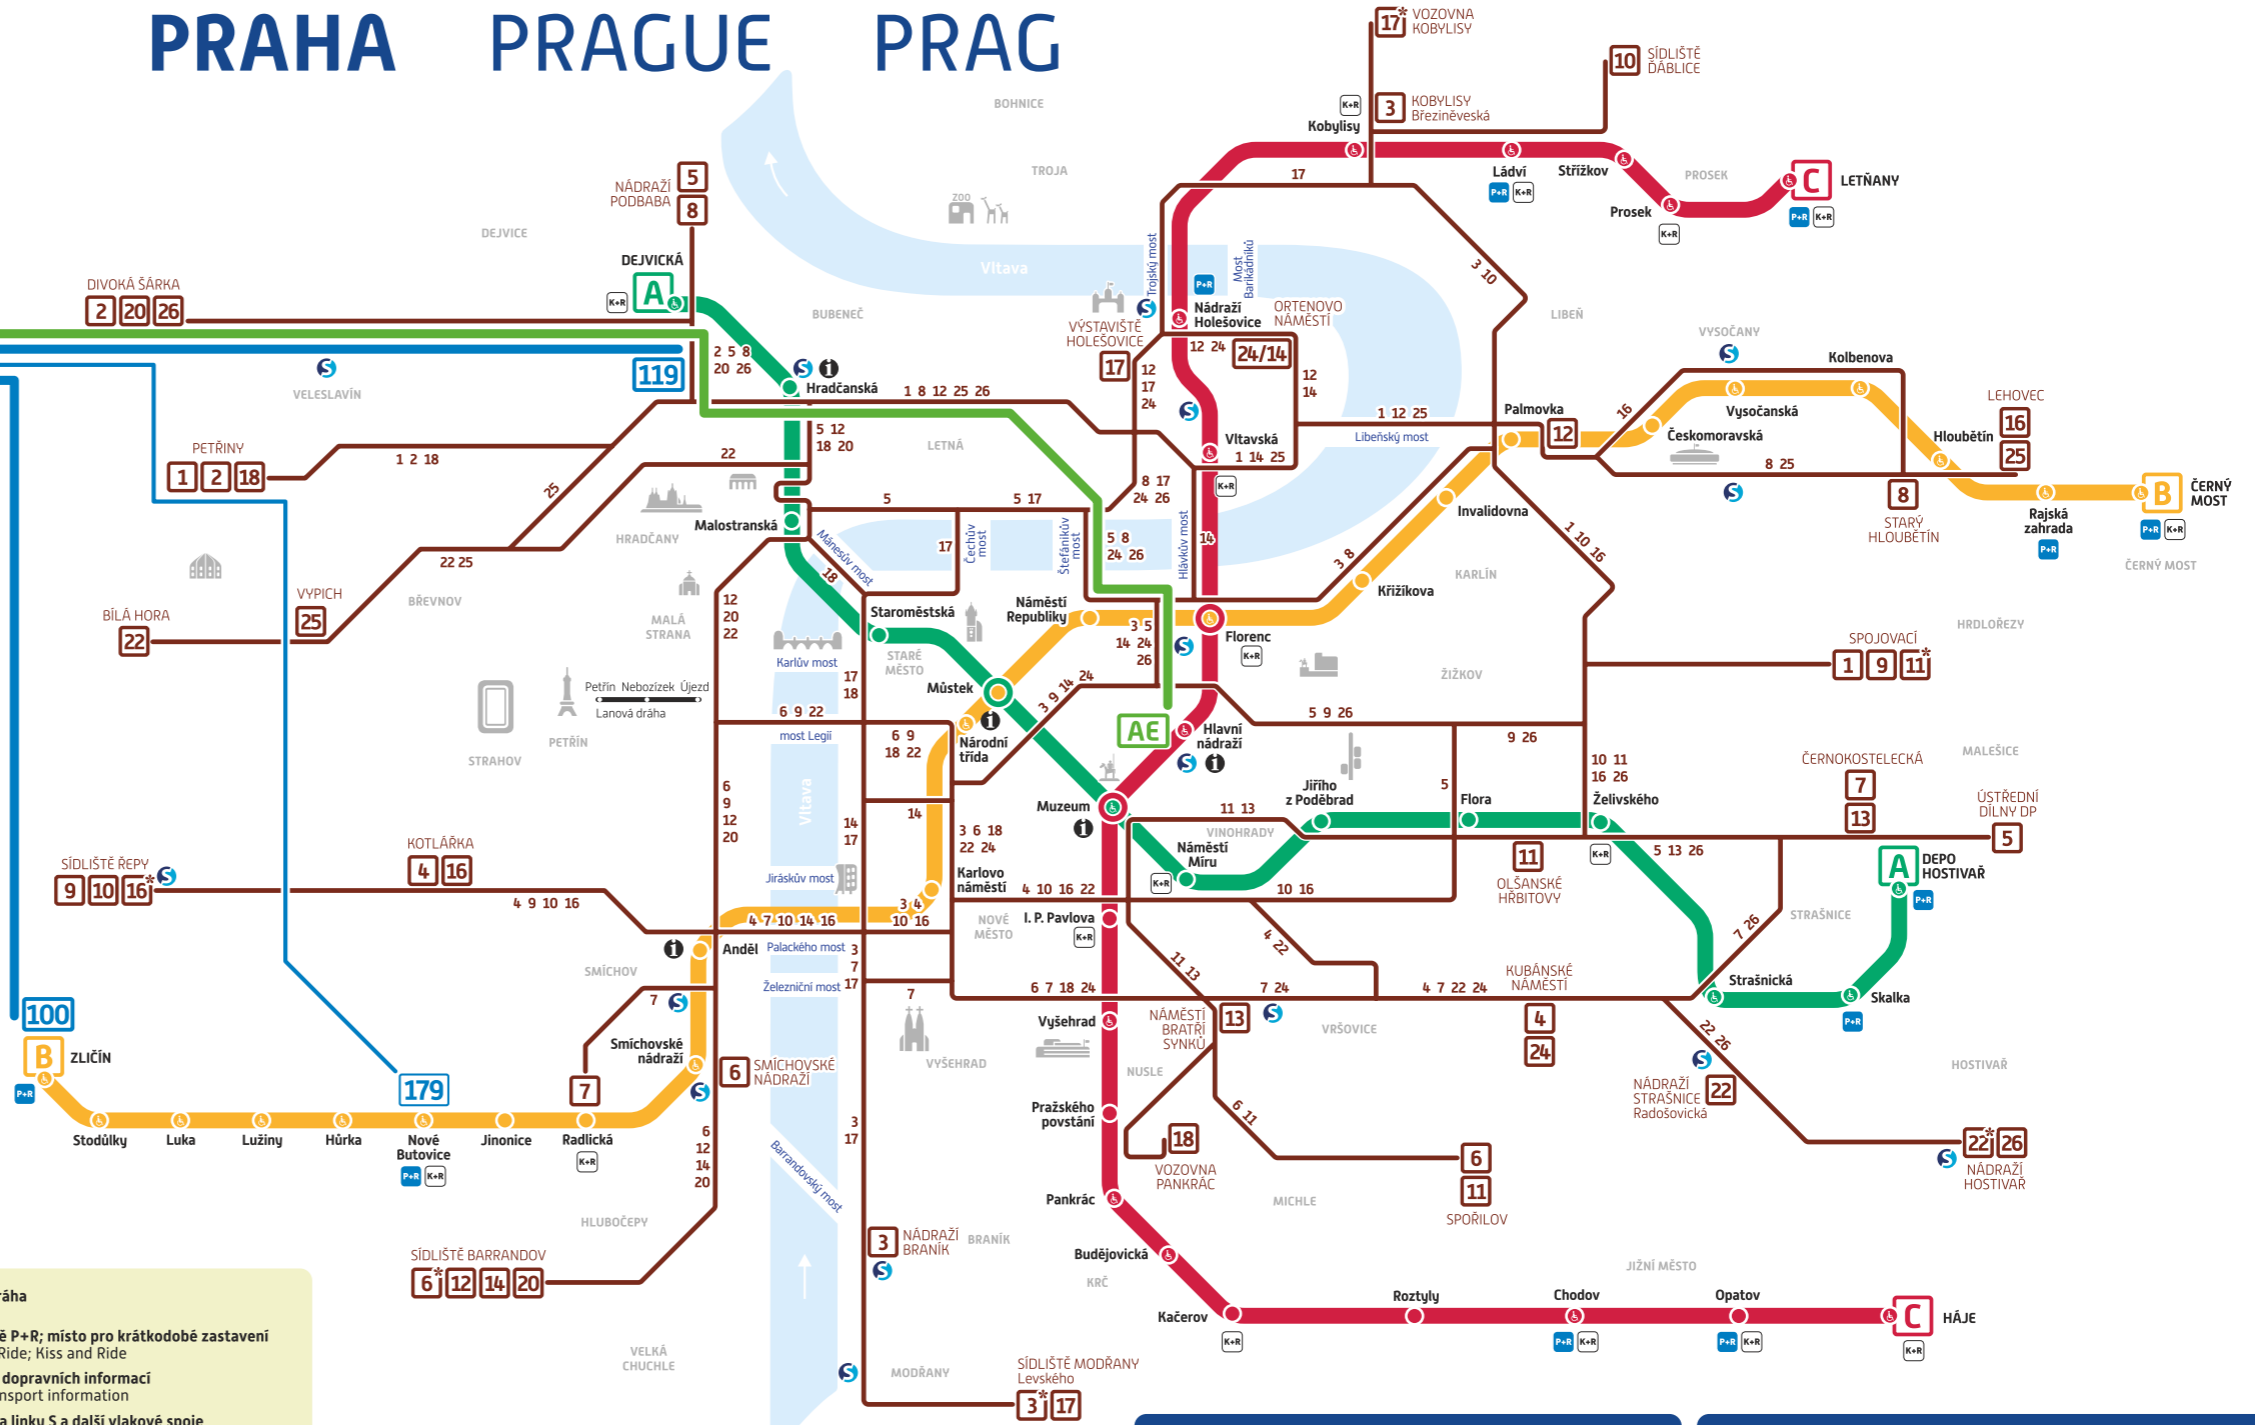 PRAHA PRAGUE PRAG
17*
VOZOVNA
KOBYLISY
10
SÍDLIŠTĚ
ĎÁBLICE
BOHNICE
K+R
3
KOBYLISY
Březiněveská
Kobylisy
TROJA
17
Ládví
P+R K+R
Střížkov
PROSEK
C
LETŇANY
P+R K+R
Prosek
K+R
NÁDRAŽÍ
PODBABA
5
8
ZOO
DEJVICE
DEJVICKÁ
K+R
A
Vltava
Trojský most
Most
Barikádníků
3 10
DIVOKÁ ŠÁRKA
2 20 26
BUBENEČ
P+R
Nádraží
Holešovice
ORTENOVO
NÁMĚSTÍ
LIBEŇ
VÝSTAVIŠTĚ
HOLEŠOVICE
17
12 24
24/14
VYSOČANY
Kolbenova
119
2 5 8
20 26
Hradčanská
1 8 12 25 26
12
17
24
12
14
VELESLAVÍN
Vysočanská
LEHOVEC
16
25
5 12
18 20
LETNÁ
Vltavská
1 14 25
1 12 25
Libeňský most
Palmovka
12
16
Českomoravská
Hloubětín
8 25
PETŘINY
1 2 18
1 2 18
22
25
8 17
24 26
K+R
Invalidovna
8
STARÝ
HLOUBĚTÍN
Rajská
zahrada
P+R
B
ČERNÝ
MOST
P+R K+R
ČERNÝ MOST
5
5 17
Malostranská
HRADČANY
Mánesův most
17
Čechův
most
Štefánikův
most
5 8
24 26
Hlávkův most
14
1 10 16
3 8
KARLÍN
Křižíkova
22 25
BŘEVNOV
VYPICH
25
BÍLÁ HORA
22
MALÁ
STRANA
12
20
22
18
Staroměstská
Náměstí
Republiky
3 5
14 24
26
Florenc
K+R
HRDLOŘEZY
SPOJOVACÍ
1 9 11*
Karlův most
STARÉ
MĚSTO
17
18
ŽIŽKOV
Petřín Nebozízek Újezd
Lanová dráha
Můstek
3 9 14 24
STRAHOV
PETŘÍN
6 9 22
most Legií
6 9
18 22
Národní
třída
AE
Hlavní
nádraží
5 9 26
9 26
MALEŠICE
ČERNOKOSTELECKÁ
7
13
10 11
16 26
ÚSTŘEDNÍ
DÍLNY DP
5
6
9
12
20
Vltava
14
14
17
Muzeum
Jiřího
z Poděbrad
5
Flora
Želivského
11 13
VINOHRADY
3 6 18
22 24
Náměstí
Míru
K+R
11
OLŠANSKÉ
HŘBITOVY
K+R
5 13 26
A
DEPO
HOSTIVAŘ
P+R
KOTLÁŘKA
4 16
SÍDLIŠTĚ ŘEPY
9 10 16*
4 9 10 16
Jiráskův most
Karlovo
náměstí
4 10 16 22
10 16
3 4
10 16
4 7 10 14 16
NOVÉ
MĚSTO
I. P. Pavlova
K+R
STRAŠNICE
7 26
Anděl
Palackého most
3
7
17
4 22
11 13
SMÍCHOV
7
Železniční most
7
6 7 18 24
7 24
4 7 22 24
KUBÁNSKÉ
NÁMĚSTÍ
4
24
Strašnická
Skalka
P+R
100
B
ZLIČÍN
P+R
Vyšehrad
NÁMĚSTÍ
BRATŘÍ
SYNKŮ
13
VRŠOVICE
22 26
Smíchovské
nádraží
6
SMÍCHOVSKÉ
NÁDRAŽÍ
VYŠEHRAD
NUSLE
HOSTIVAŘ
NÁDRAŽÍ
STRAŠNICE
Radošovická
22
179
7
Pražského
povstání
6 11
Stodůlky
Luka
Lužiny
Hůrka
Nové
Butovice
P+R K+R
Jinonice
Radlická
K+R
6
12
14
20
3
17
Barrandovský most
18
VOZOVNA
PANKRÁC
6
11
SPOŘILOV
22* 26
NÁDRAŽÍ
HOSTIVAŘ
Pankrác
MICHLE
HLUBOČEPY
3
NÁDRAŽÍ
BRANÍK
BRANÍK
SÍDLIŠTĚ BARRANDOV
6* 12 14 20
Budějovická
KRČ
JIŽNÍ MĚSTO
Kačerov
K+R
Roztyly
Chodov
P+R K+R
Opatov
P+R K+R
C
HÁJE
K+R
VELKÁ
CHUCHLE
MODŘANY
SÍDLIŠTĚ MODŘANY
Levského
3* 17
ráha
ě P+R; místo pro krátkodobé zastavení
Ride; Kiss and Ride
dopravních informací
nsport information
a linku S a další vlakové spoje